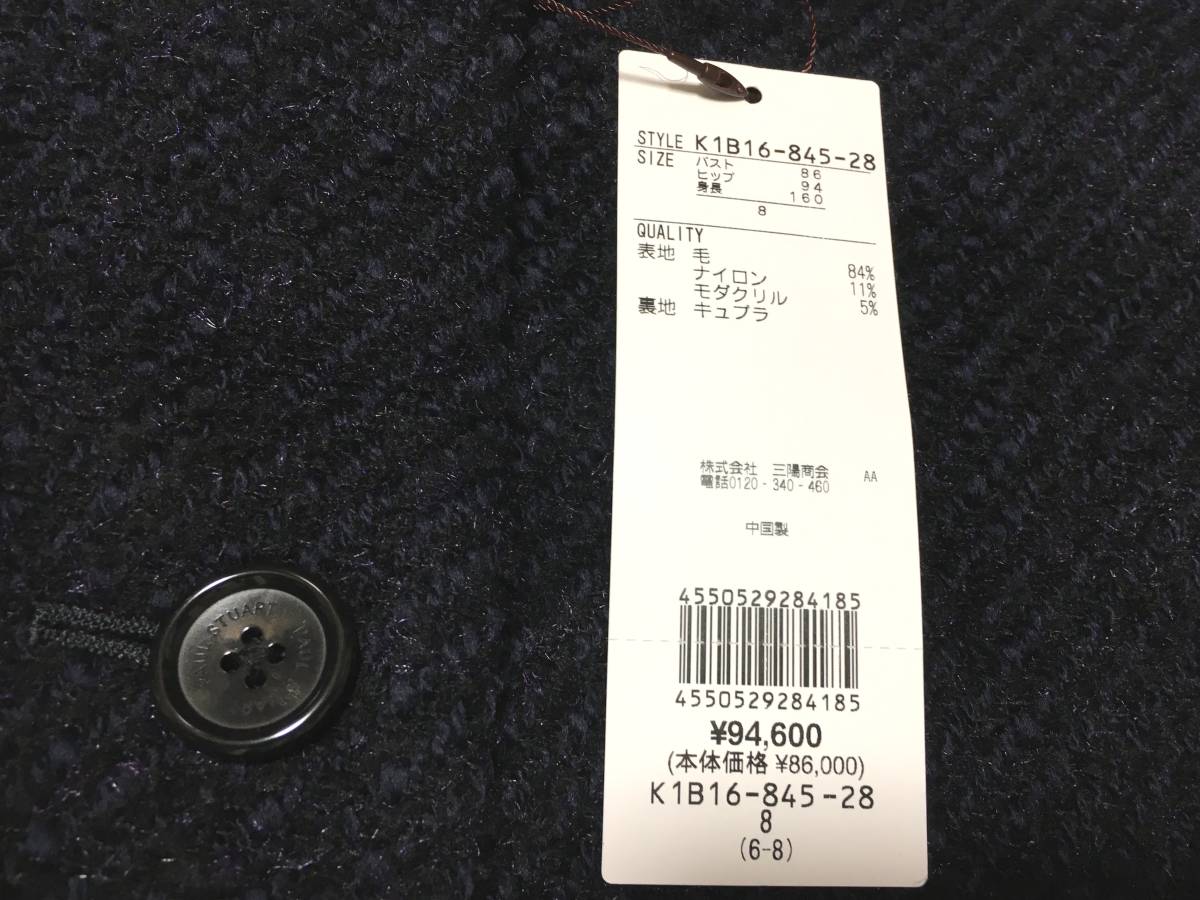 STYLE K1B16-845-28
SIZE バスト 86
ヒップ 94
身長 160
8
QUALITY
表地 毛 84%
ナイロン 11%
モダクリル 5%
裏地 キュプラ
株式会社 三陽商会 AA
電話0120-340-460
中国製
4550529284185
4550529284185
¥94,600
(本体価格 ¥86,000)
K1B16-845-28
8
(6-8)
STUART